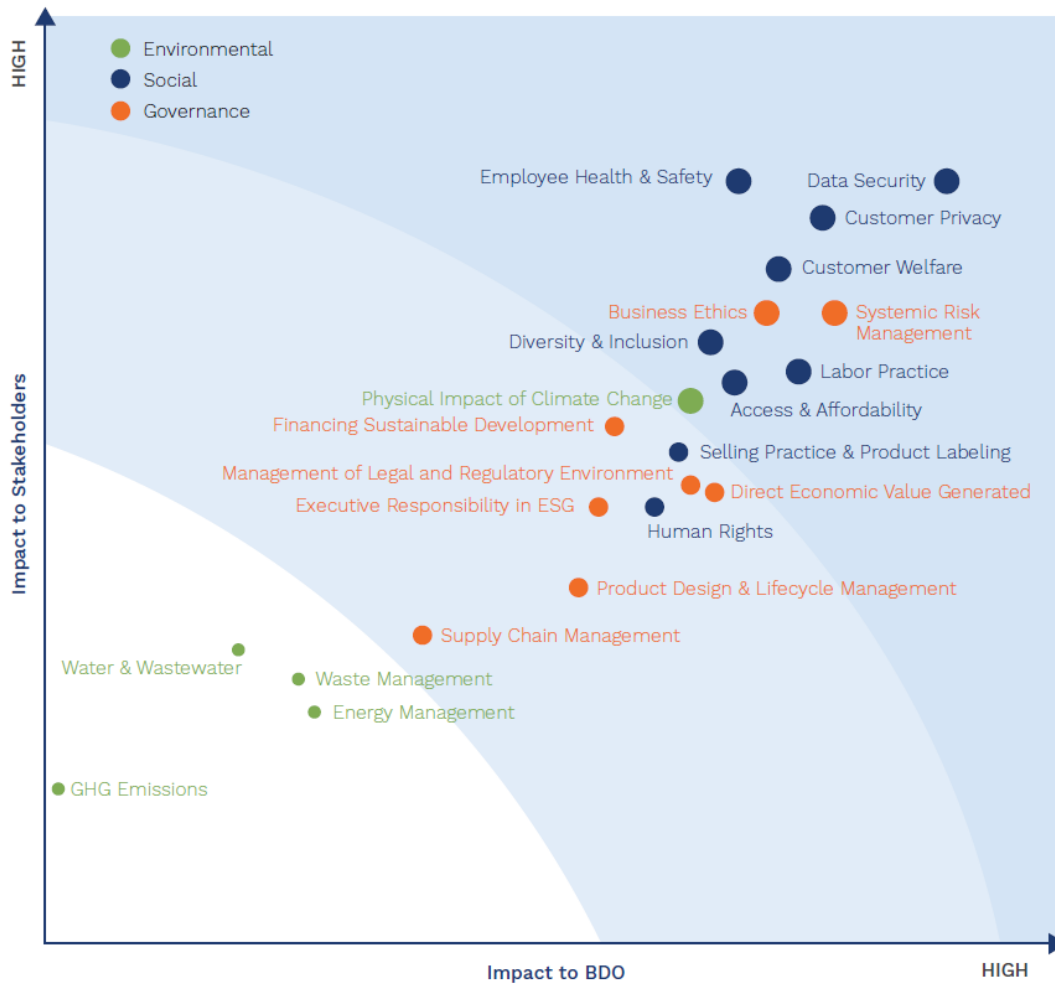 HIGH
Environmental
Social
Governance
Employee Health & Safety
Data Security
Customer Privacy
Customer Welfare
Business Ethics
Systemic Risk
Management
Diversity & Inclusion
Labor Practice
Physical Impact of Climate Change
Access & Affordability
Financing Sustainable Development
Selling Practice & Product Labeling
Management of Legal and Regulatory Environment
Direct Economic Value Generated
Executive Responsibility in ESG
Human Rights
Impact to Stakeholders
Product Design & Lifecycle Management
Supply Chain Management
Water & Wastewater
Waste Management
Energy Management
GHG Emissions
Impact to BDO
HIGH